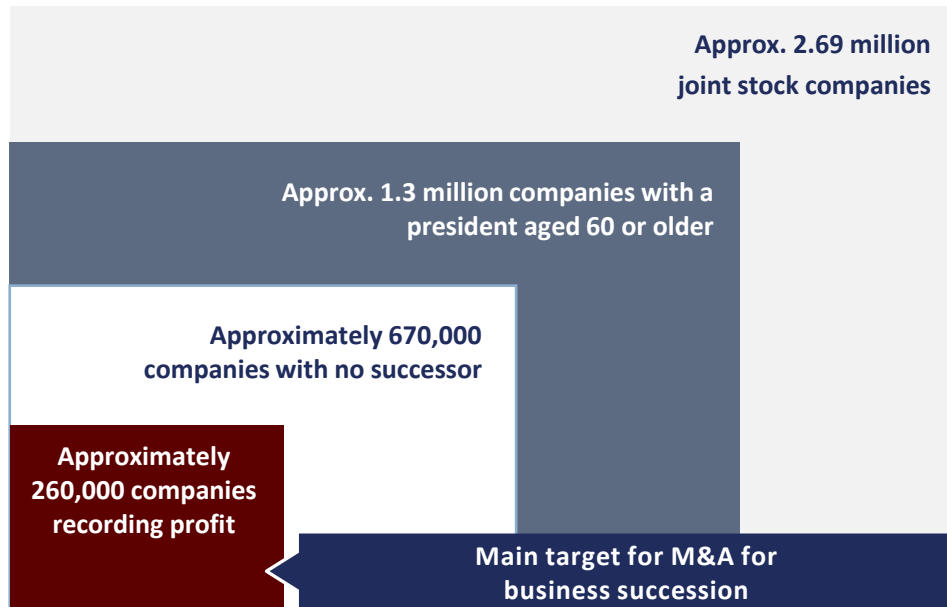 Approx. 2.69 million
joint stock companies
Approx. 1.3 million companies with a
president aged 60 or older
Approximately 670,000
companies with no successor
Approximately
260,000 companies
recording profit
Main target for M&A for
business succession